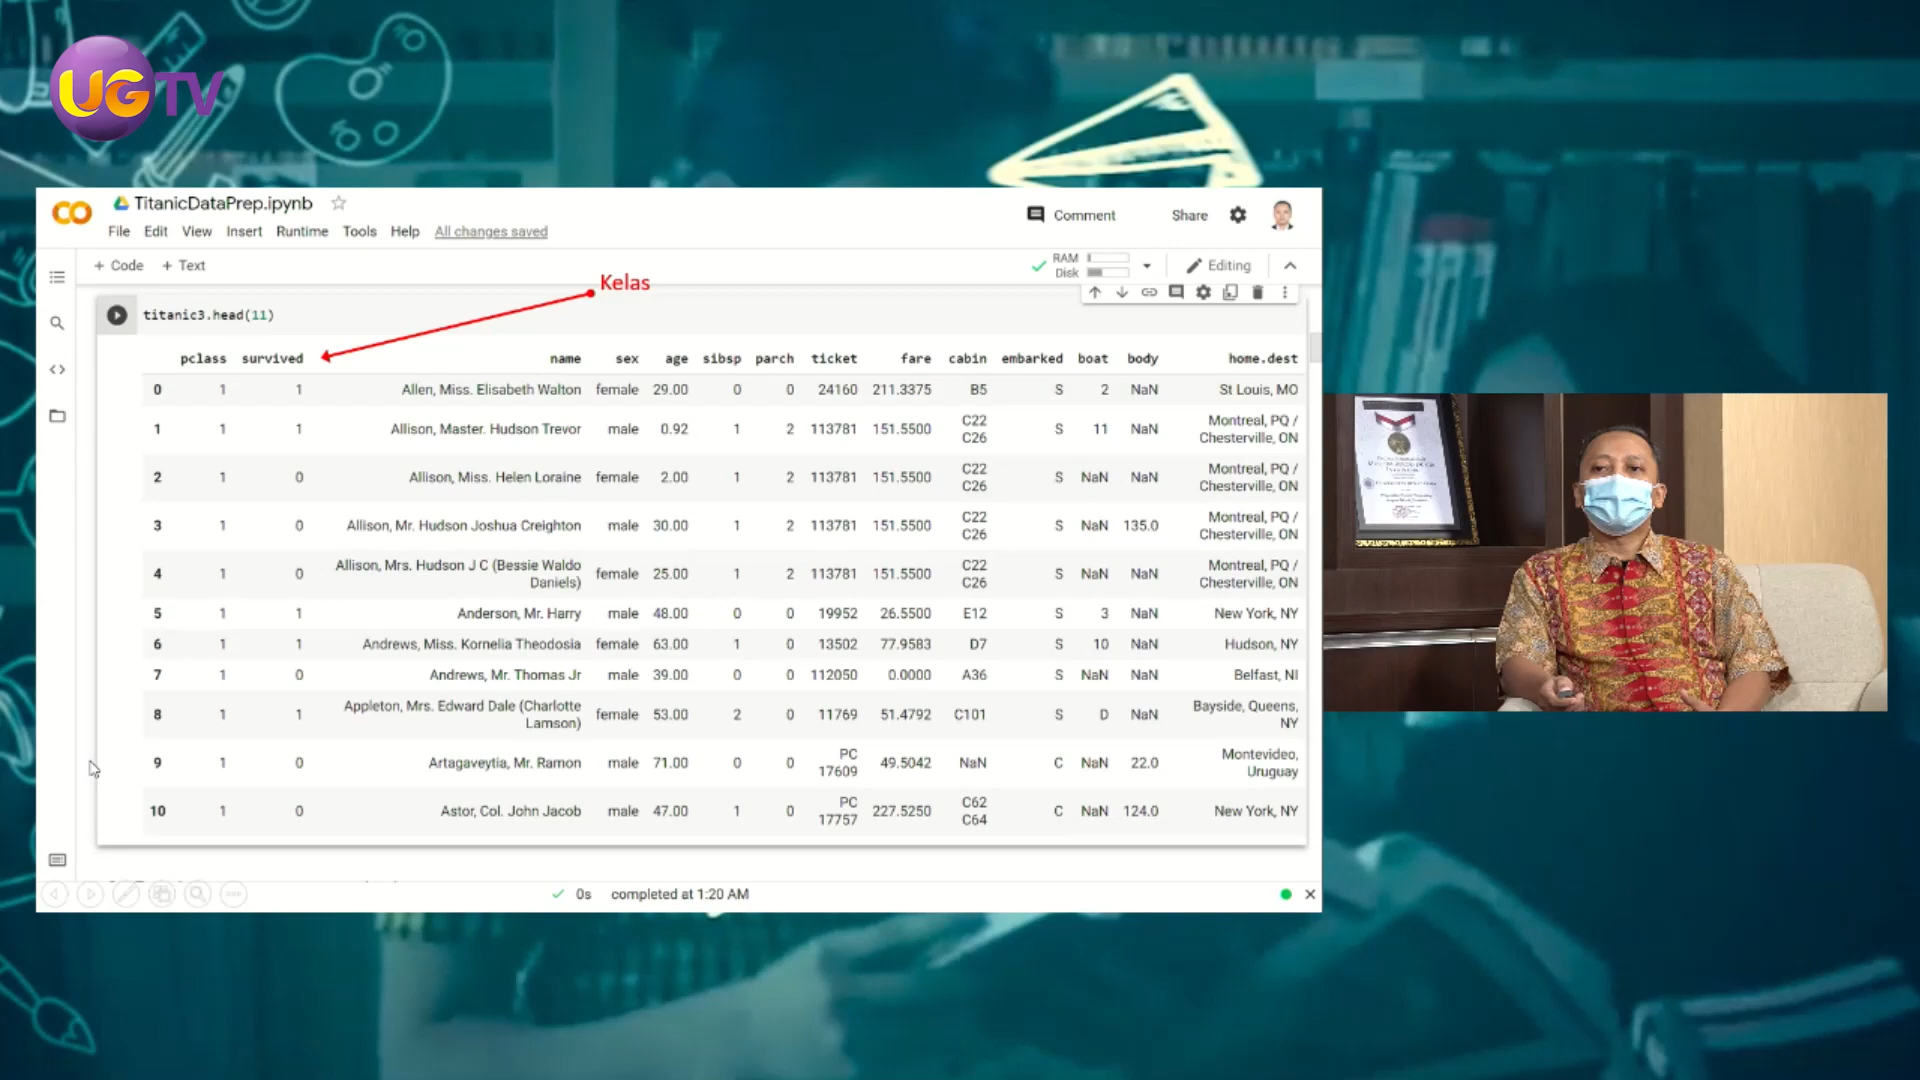 UGTV
TitanicDataPrep.ipynb
Comment
Share
File Edit View Insert Runtime Tools Help All changes saved
+ Code + Text
RAM
Disk
Editing
Kelas
titanic3.head(11)
pclass survived name sex age sibsp parch ticket fare cabin embarked boat body home.dest
0 1 1 Allen, Miss. Elisabeth Walton female 29.00 0 0 24160 211.3375 B5 S 2 NaN St Louis, MO
1 1 1 Allison, Master. Hudson Trevor male 0.92 1 2 113781 151.5500 C22 C26 S 11 NaN Montreal, PQ / Chesterville, ON
2 1 0 Allison, Miss. Helen Loraine female 2.00 1 2 113781 151.5500 C22 C26 S NaN NaN Montreal, PQ / Chesterville, ON
3 1 0 Allison, Mr. Hudson Joshua Creighton male 30.00 1 2 113781 151.5500 C22 C26 S NaN 135.0 Montreal, PQ / Chesterville, ON
4 1 0 Allison, Mrs. Hudson J C (Bessie Waldo Daniels) female 25.00 1 2 113781 151.5500 C22 C26 S NaN NaN Montreal, PQ / Chesterville, ON
5 1 1 Anderson, Mr. Harry male 48.00 0 0 19952 26.5500 E12 S 3 NaN New York, NY
6 1 1 Andrews, Miss. Kornelia Theodosia female 63.00 1 0 13502 77.9583 D7 S 10 NaN Hudson, NY
7 1 0 Andrews, Mr. Thomas Jr male 39.00 0 0 112050 0.0000 A36 S NaN NaN Belfast, NI
8 1 1 Appleton, Mrs. Edward Dale (Charlotte Lamson) female 53.00 2 0 11769 51.4792 C101 S D NaN Bayside, Queens, NY
9 1 0 Artagaveytia, Mr. Ramon male 71.00 0 0 PC 17609 49.5042 NaN C NaN 22.0 Montevideo, Uruguay
10 1 0 Astor, Col. John Jacob male 47.00 1 0 PC 17757 227.5250 C62 C64 C NaN 124.0 New York, NY
0s completed at 1:20 AM